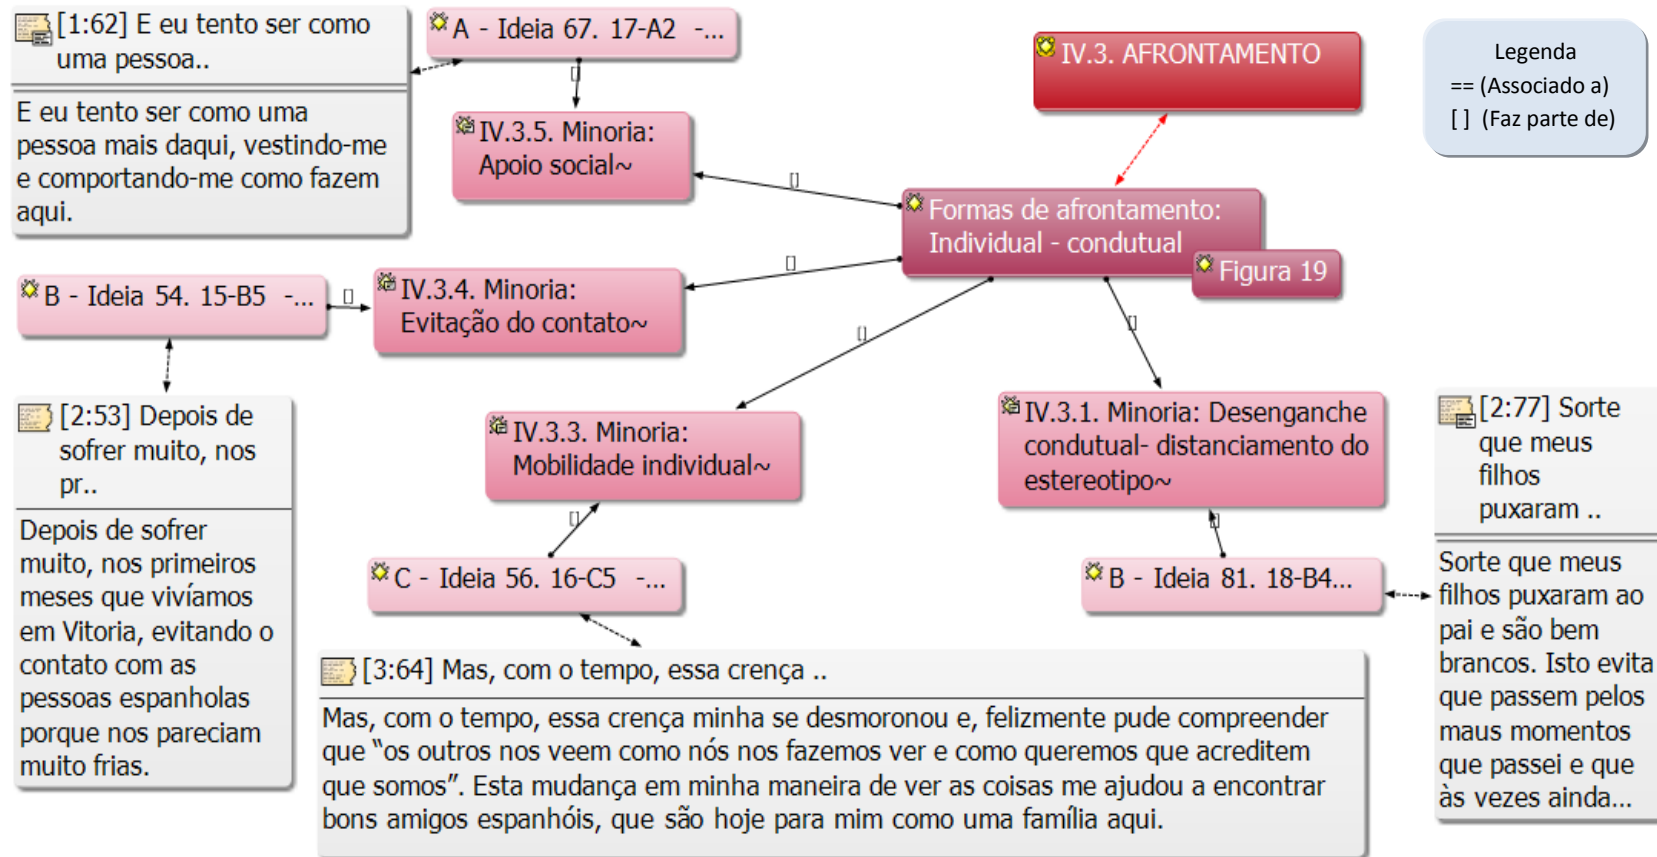 [1:62] E eu tento ser como
uma pessoa..
E eu tento ser como uma
pessoa mais daqui, vestindo-me
e comportando-me como fazem
aqui.
A - Ideia 67. 17-A2 -...
[]
IV.3.5. Minoria:
Apoio social~
[]
IV.3. AFRONTAMENTO
Legenda
== (Associado a)
[ ] (Faz parte de)
Formas de afrontamento:
Individual - condutual
Figura 19
B - Ideia 54. 15-B5 -...
[]
IV.3.4. Minoria:
Evitação do contato~
[]
[]
[]
[2:53] Depois de
sofrer muito, nos
pr..
Depois de sofrer
muito, nos primeiros
meses que vivíamos
em Vitoria, evitando o
contato com as
pessoas espanholas
porque nos pareciam
muito frias.
IV.3.3. Minoria:
Mobilidade individual~
[]
C - Ideia 56. 16-C5 -...
IV.3.1. Minoria: Desenganche
condutual- distanciamento do
estereotipo~
[]
B - Ideia 81. 18-B4...
[2:77] Sorte
que meus
filhos
puxaram ..
Sorte que meus
filhos puxaram ao
pai e são bem
brancos. Isto evita
que passem pelos
maus momentos
que passei e que
às vezes ainda...
[3:64] Mas, com o tempo, essa crença ..
Mas, com o tempo, essa crença minha se desmoronou e, felizmente pude compreender
que “os outros nos veem como nós nos fazemos ver e como queremos que acreditem
que somos”. Esta mudança em minha maneira de ver as coisas me ajudou a encontrar
bons amigos espanhóis, que são hoje para mim como uma família aqui.